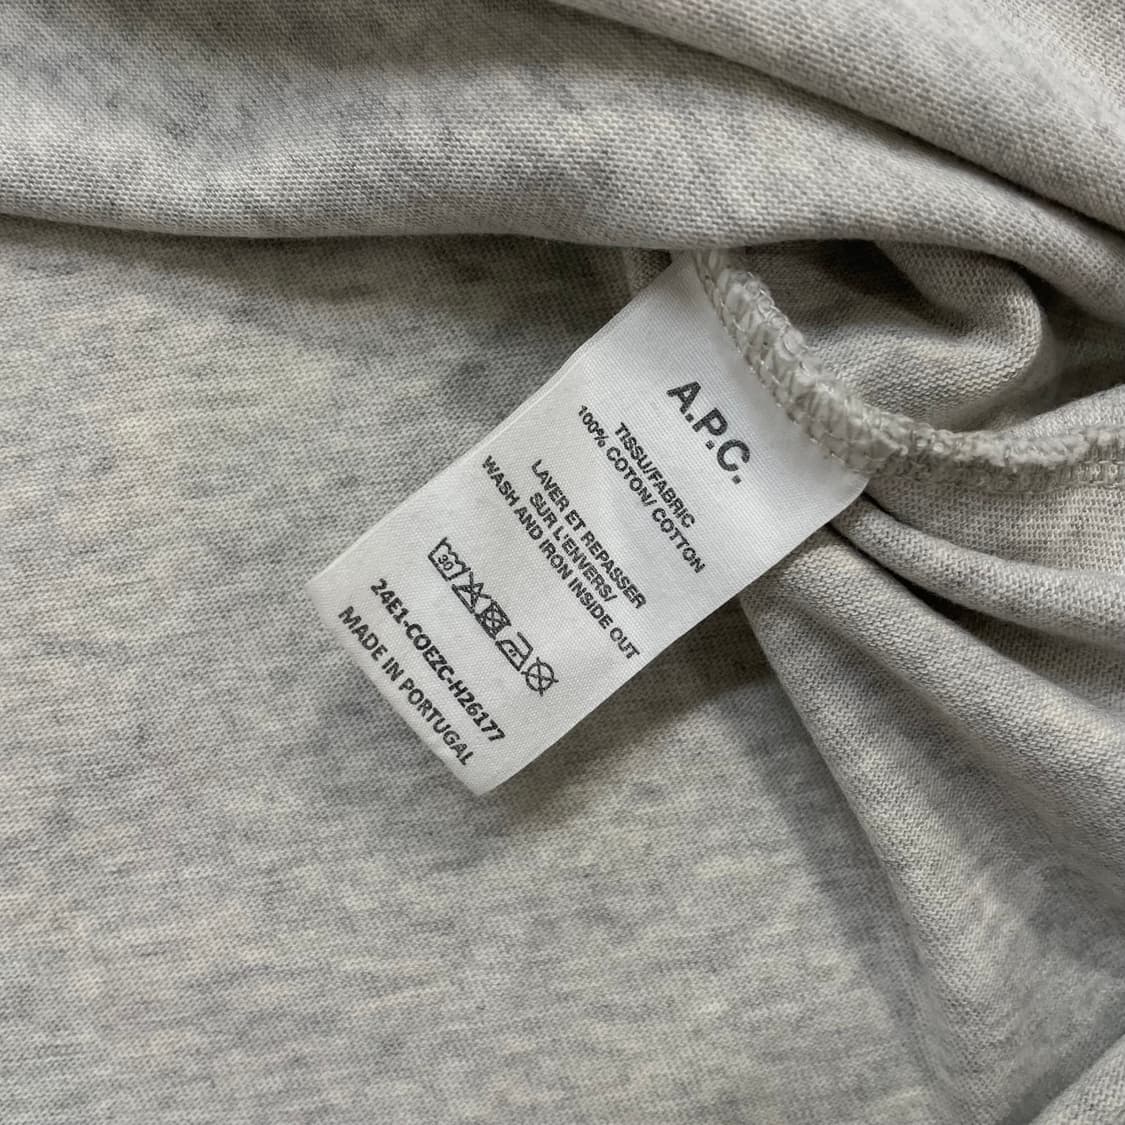 A.P.C.
TISSU/FABRIC
100% COTON/ COTTON
LAVER ET REPASSER
SUR L'ENVERS/
WASH AND IRON INSIDE OUT
30
24E1-COEZC-H26177
MADE IN PORTUGAL